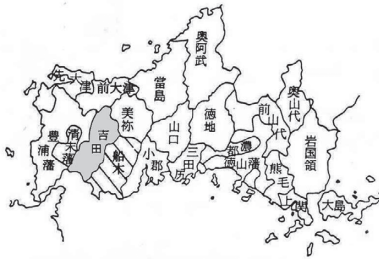 奥阿武
先大津
前大津
當島
美祢
吉田
清末藩
豊浦藩
船木
小郡
山口
徳地
三田尻
都濃
徳山藩
前山代
奥山代
岩国領
熊毛
上関
大島